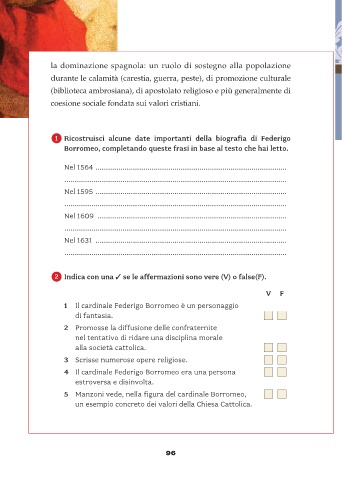 la dominazione spagnola: un ruolo di sostegno alla popolazione
durante le calamità (carestia, guerra, peste), di promozione culturale
(biblioteca ambrosiana), di apostolato religioso e più generalmente di
coesione sociale fondata sui valori cristiani.
1 Ricostruisci alcune date importanti della biografia di Federigo
Borromeo, completando queste frasi in base al testo che hai letto.
Nel 1564 ................................................................................
................................................................................
Nel 1595 ................................................................................
................................................................................
Nel 1609 ................................................................................
................................................................................
Nel 1631 ................................................................................
................................................................................
2 Indica con una ✓ se le affermazioni sono vere (V) o false(F).
V F
1 Il cardinale Federigo Borromeo è un personaggio
di fantasia.
2 Promosse la diffusione delle confraternite
nel tentativo di ridare una disciplina morale
alla società cattolica.
3 Scrisse numerose opere religiose.
4 Il cardinale Federigo Borromeo era una persona
estroversa e disinvolta.
5 Manzoni vede, nella figura del cardinale Borromeo,
un esempio concreto dei valori della Chiesa Cattolica.
96